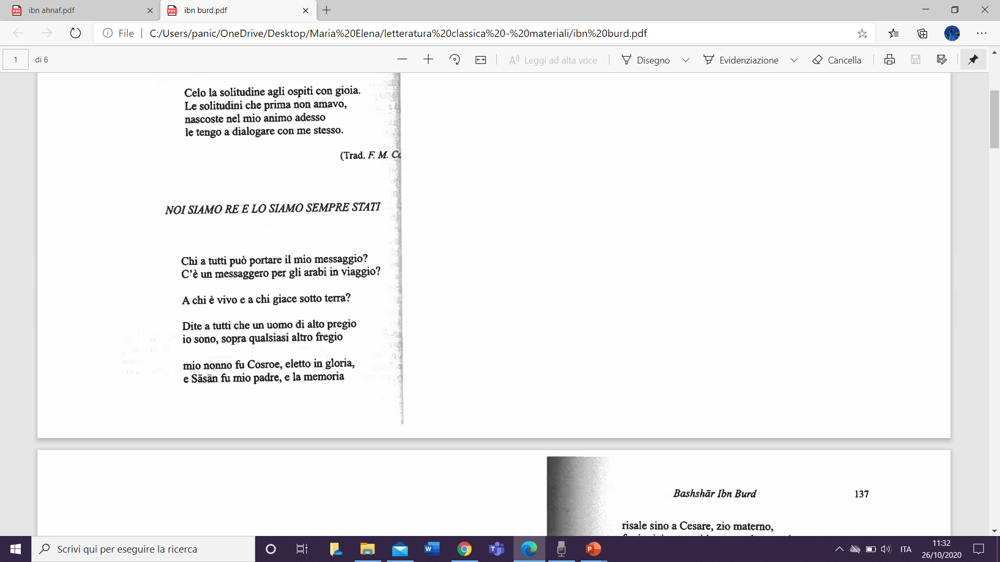 ibn ahnaf.pdf
ibn burd.pdf
File
C:/Users/panic/OneDrive/Desktop/Maria%20Elena/letteratura%20classica%20-%20materiali/ibn%20burd.pdf
1
di 6
Leggi ad alta voce
Disegno
Evidenziazione
Cancella
Celo la solitudine agli ospiti con gioia.
Le solitudini che prima non amavo,
nascoste nel mio animo adesso
le tengo a dialogare con me stesso.
(Trad. F. M. Co
NOI SIAMO RE E LO SIAMO SEMPRE STATI
Chi a tutti può portare il mio messaggio?
C'è un messaggero per gli arabi in viaggio?
A chi è vivo e a chi giace sotto terra?
Dite a tutti che un uomo di alto pregio
io sono, sopra qualsiasi altro fregio
mio nonno fu Cosroe, eletto in gloria,
e Sāsān fu mio padre, e la memoria
Bashshār Ibn Burd
137
risale sino a Cesare, zio materno,
Scrivi qui per eseguire la ricerca
ITA
11:32
26/10/2020